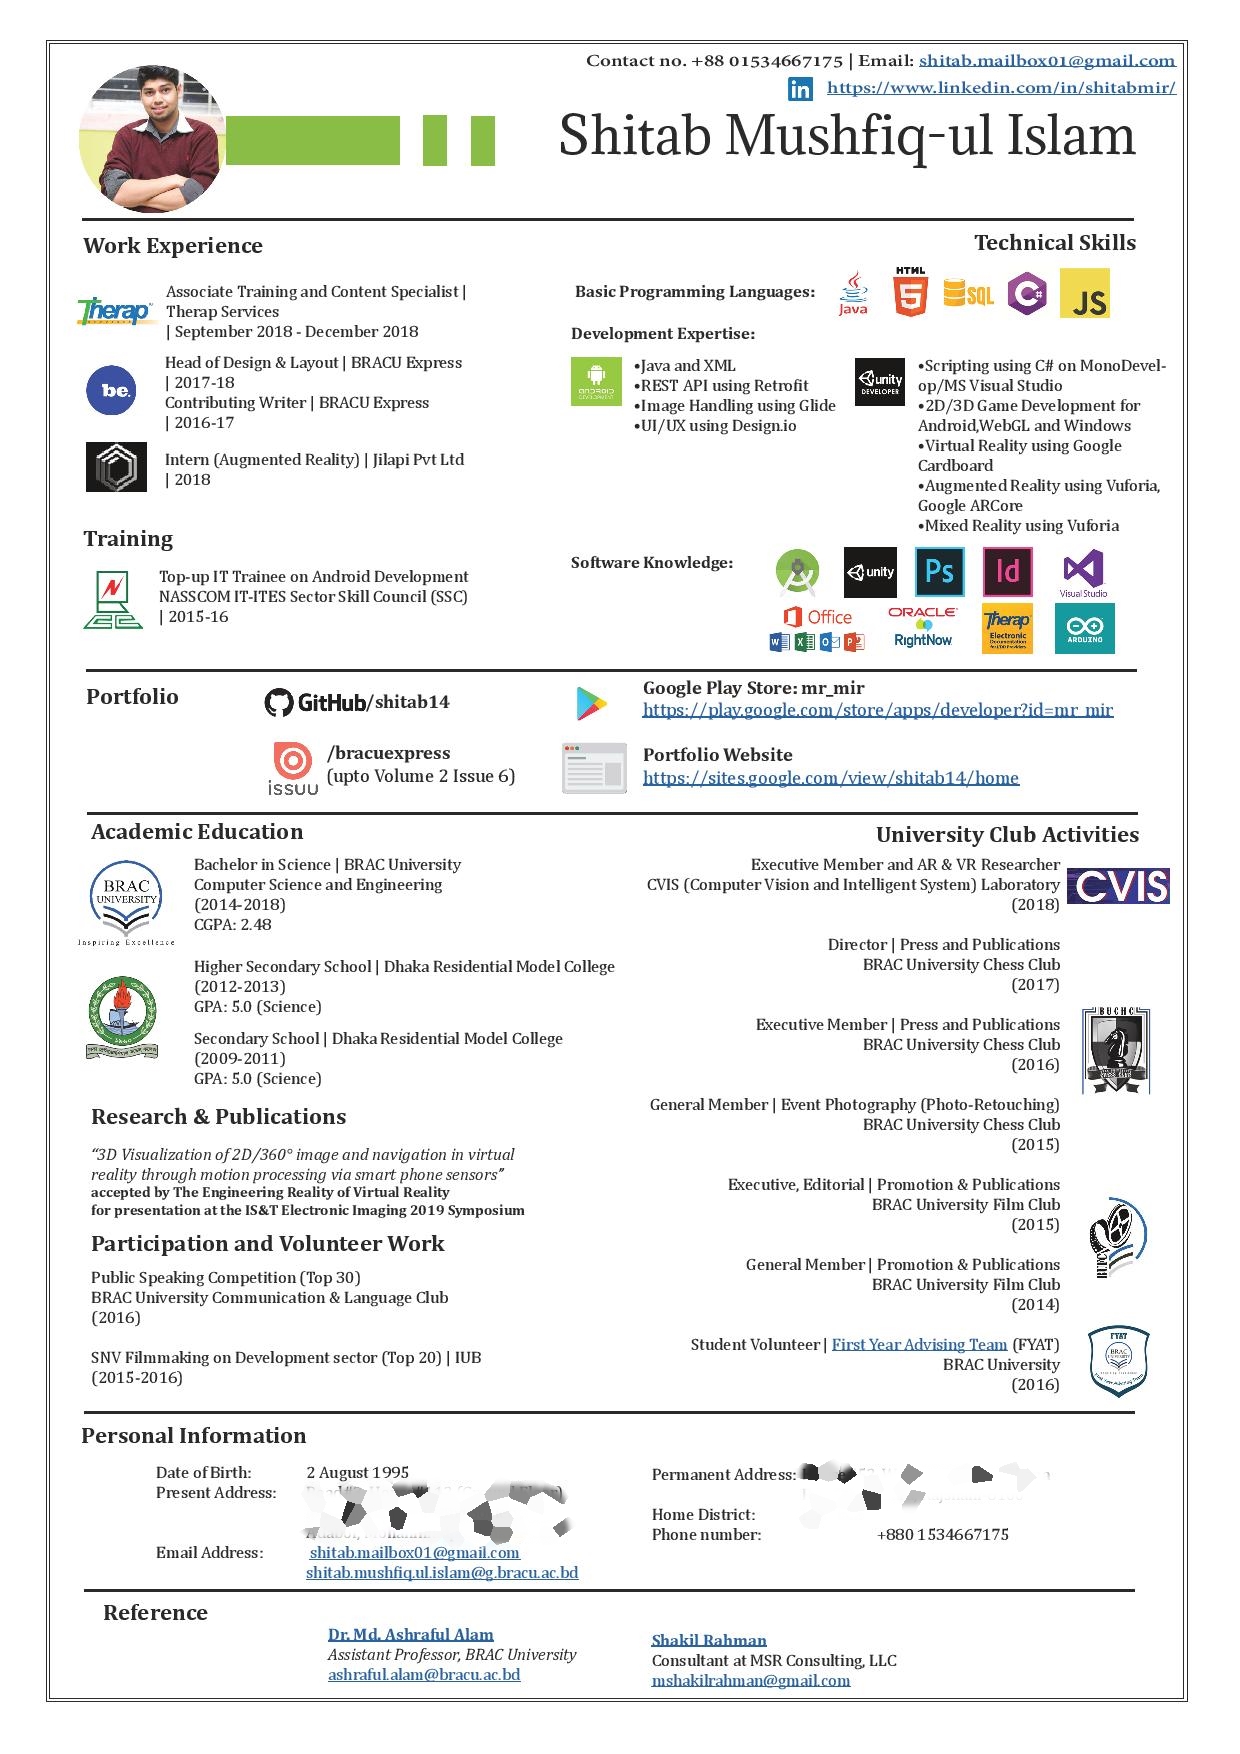 Contact no. +88 01534667175 | Email: shitab.mailbox01@gmail.com
in https://www.linkedin.com/in/shitabmir/
Shitab Mushfiq-ul Islam
Work Experience
Therap
Associate Training and Content Specialist |
Therap Services
| September 2018 - December 2018
be.
Head of Design & Layout | BRACU Express
| 2017-18
Contributing Writer | BRACU Express
| 2016-17
Intern (Augmented Reality) | Jilapi Pvt Ltd
| 2018
Training
N
Top-up IT Trainee on Android Development
NASSCOM IT-ITES Sector Skill Council (SSC)
| 2015-16
Technical Skills
Basic Programming Languages:
Java
HTML
5
SQL
C#
JS
Development Expertise:
ANDROID
DEVELOPMENT
•Java and XML
•REST API using Retrofit
•Image Handling using Glide
•UI/UX using Design.io
unity
DEVELOPER
•Scripting using C# on MonoDevel-
op/MS Visual Studio
•2D/3D Game Development for
Android,WebGL and Windows
•Virtual Reality using Google
Cardboard
•Augmented Reality using Vuforia,
Google ARCore
•Mixed Reality using Vuforia
Software Knowledge:
unity
Ps
Id
Visual Studio
Office
W X O P
ORACLE
RightNow
Therap
Electronic
Documentation
for I/DD Providers
ARDUINO
Portfolio
GitHub/shitab14
Google Play Store: mr_mir
https://play.google.com/store/apps/developer?id=mr_mir
issuu
/bracuexpress
(upto Volume 2 Issue 6)
Portfolio Website
https://sites.google.com/view/shitab14/home
Academic Education
BRAC
UNIVERSITY
Inspiring Excellence
Bachelor in Science | BRAC University
Computer Science and Engineering
(2014-2018)
CGPA: 2.48
Higher Secondary School | Dhaka Residential Model College
(2012-2013)
GPA: 5.0 (Science)
Secondary School | Dhaka Residential Model College
(2009-2011)
GPA: 5.0 (Science)
Research & Publications
“3D Visualization of 2D/360° image and navigation in virtual
reality through motion processing via smart phone sensors”
accepted by The Engineering Reality of Virtual Reality
for presentation at the IS&T Electronic Imaging 2019 Symposium
Participation and Volunteer Work
Public Speaking Competition (Top 30)
BRAC University Communication & Language Club
(2016)
SNV Filmmaking on Development sector (Top 20) | IUB
(2015-2016)
University Club Activities
Executive Member and AR & VR Researcher
CVIS (Computer Vision and Intelligent System) Laboratory
(2018)
CVIS
Director | Press and Publications
BRAC University Chess Club
(2017)
Executive Member | Press and Publications
BRAC University Chess Club
(2016)
BUCHC
General Member | Event Photography (Photo-Retouching)
BRAC University Chess Club
(2015)
Executive, Editorial | Promotion & Publications
BRAC University Film Club
(2015)
BUFC
General Member | Promotion & Publications
BRAC University Film Club
(2014)
Student Volunteer | First Year Advising Team (FYAT)
BRAC University
(2016)
FYAT
BRAC
UNIVERSITY
Personal Information
Date of Birth: 2 August 1995
Present Address:
Email Address: shitab.mailbox01@gmail.com
shitab.mushfiq.ul.islam@g.bracu.ac.bd
Permanent Address:
Home District:
Phone number: +880 1534667175
Reference
Dr. Md. Ashraful Alam
Assistant Professor, BRAC University
ashraful.alam@bracu.ac.bd
Shakil Rahman
Consultant at MSR Consulting, LLC
mshakilrahman@gmail.com